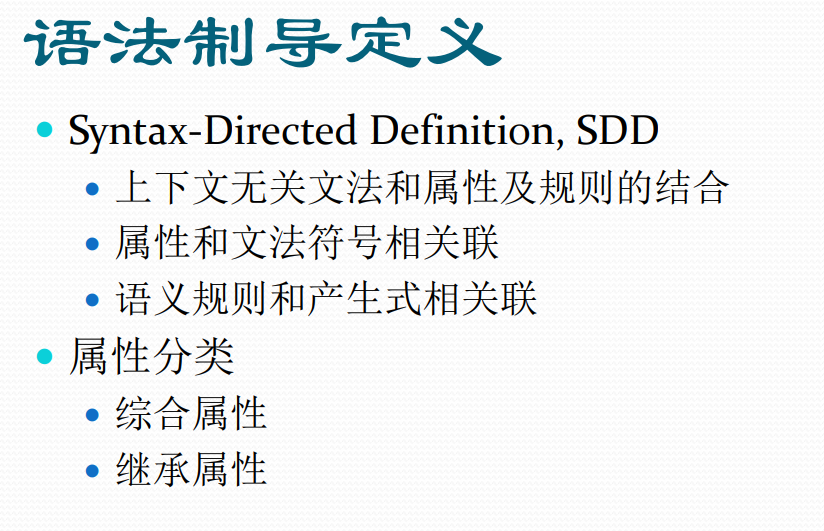 语法制导定义
Syntax-Directed Definition, SDD
上下文无关文法和属性及规则的结合
属性和文法符号相关联
语义规则和产生式相关联
属性分类
综合属性
继承属性